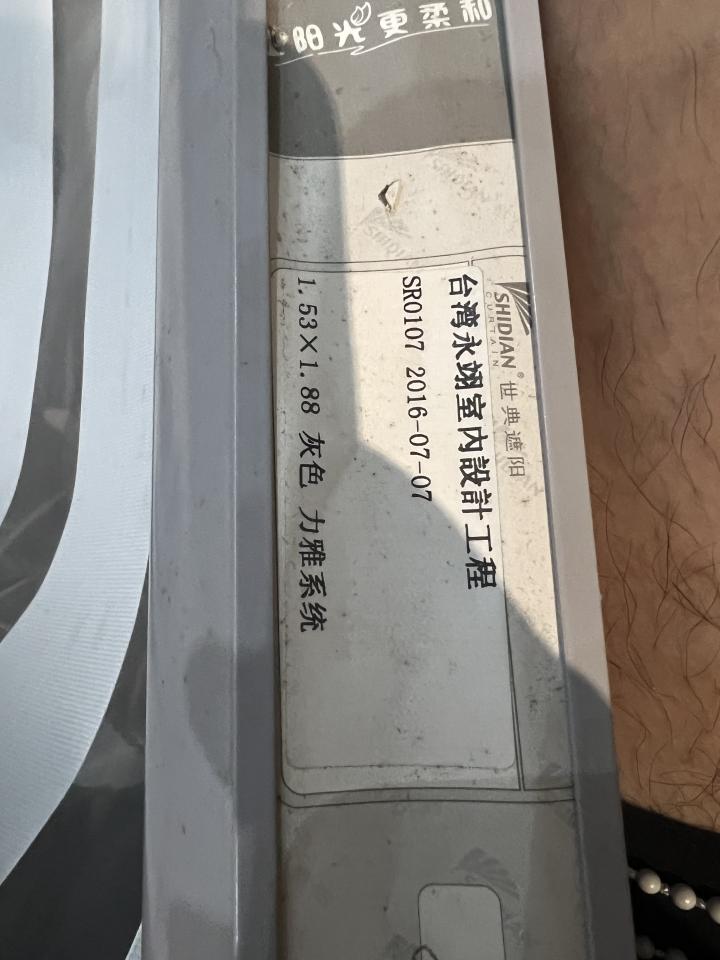 阳光更柔和
SHIDIAN® 世典遮阳
CURTAIN
台湾永翊室内設計工程
SR0107 2016-07-07
1.53×1.88 灰色 力雅系统